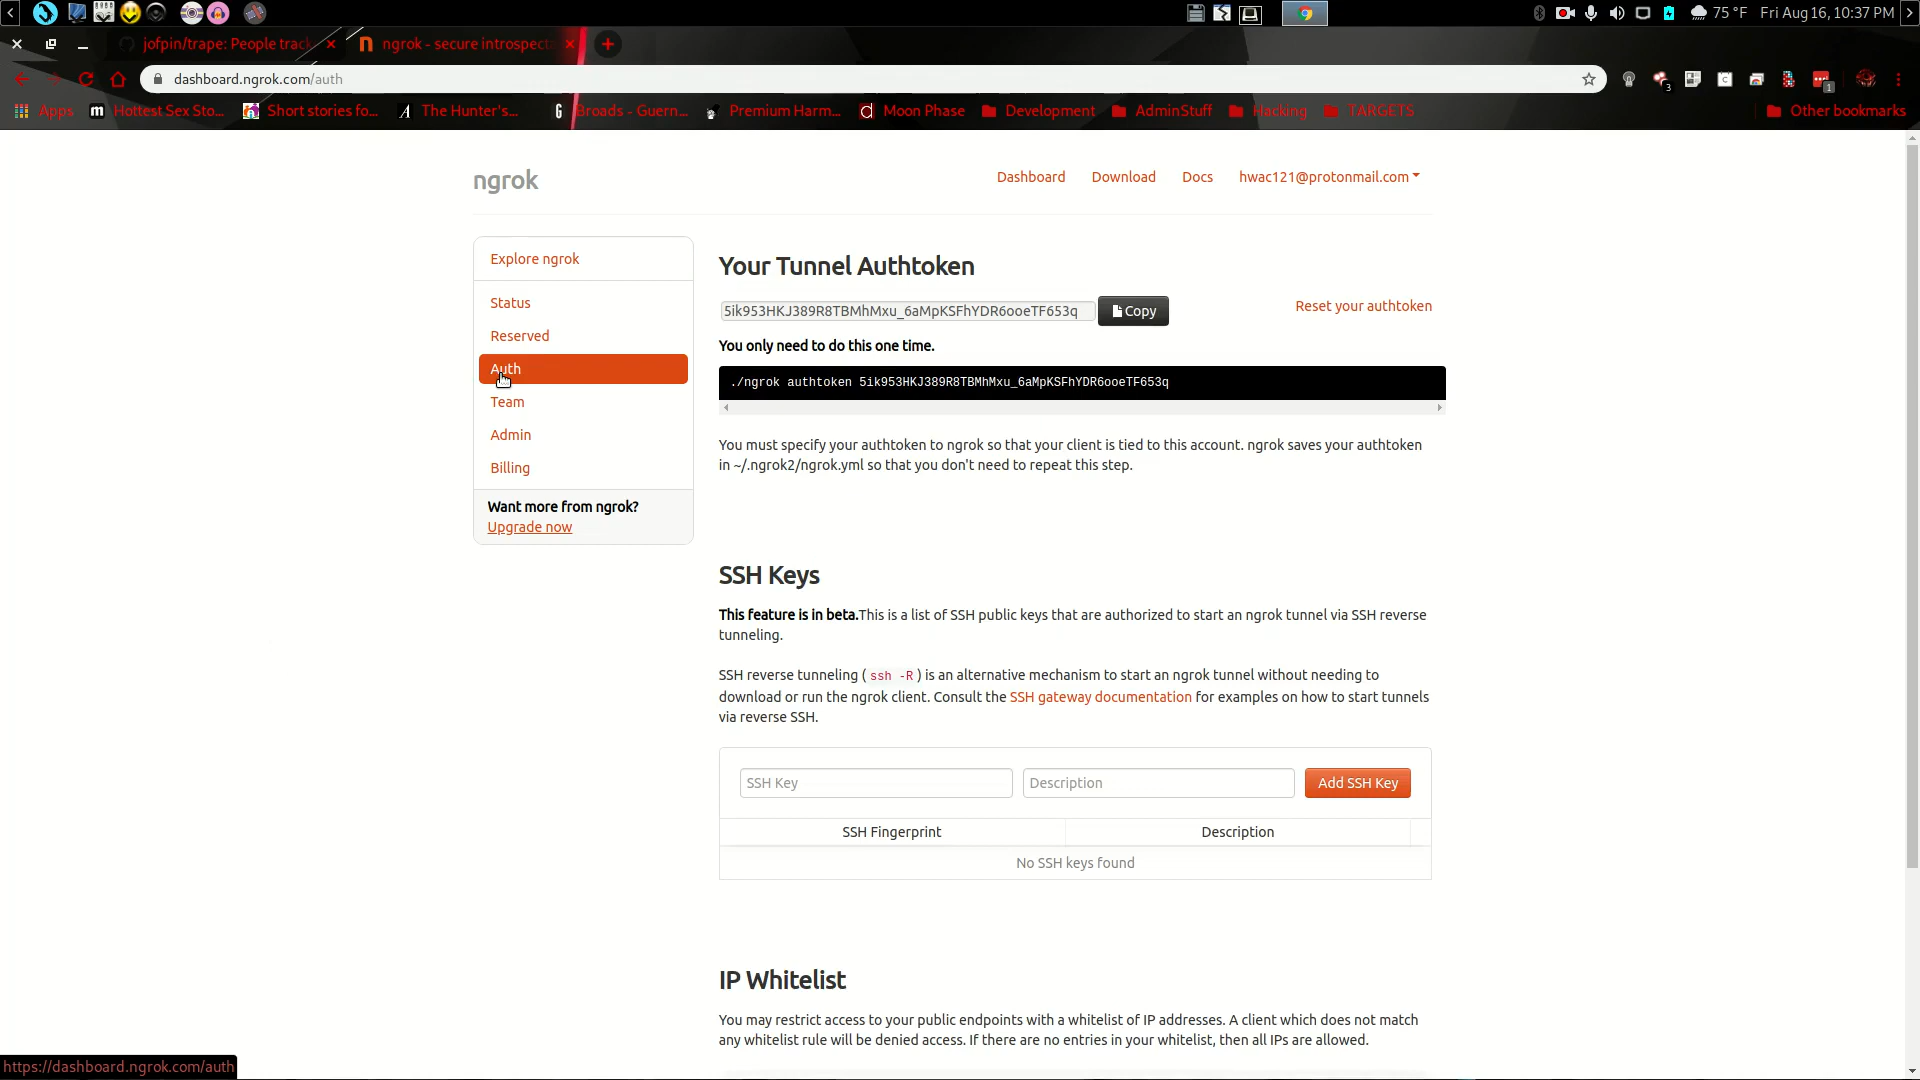 75 °F Fri Aug 16, 10:37 PM
jofpin/trape: People track
ngrok - secure introspecta
dashboard.ngrok.com/auth
3
1
Apps
Hottest Sex Sto...
Short stories fo...
The Hunter's...
Broads - Guern...
Premium Harm...
Moon Phase
Development
AdminStuff
Hacking
TARGETS
Other bookmarks
ngrok
Dashboard
Download
Docs
hwac121@protonmail.com
Explore ngrok
Status
Reserved
Auth
Team
Admin
Billing
Want more from ngrok?
Upgrade now
Your Tunnel Authtoken
5ik953HKJ389R8TBMhMxu_6aMpKSFhYDR6ooeTF653q
Copy
Reset your authtoken
You only need to do this one time.
./ngrok authtoken 5ik953HKJ389R8TBMhMxu_6aMpKSFhYDR6ooeTF653q
You must specify your authtoken to ngrok so that your client is tied to this account. ngrok saves your authtoken
in ~/.ngrok2/ngrok.yml so that you don't need to repeat this step.
SSH Keys
This feature is in beta.This is a list of SSH public keys that are authorized to start an ngrok tunnel via SSH reverse
tunneling.
SSH reverse tunneling ( ssh -R ) is an alternative mechanism to start an ngrok tunnel without needing to
download or run the ngrok client. Consult the SSH gateway documentation for examples on how to start tunnels
via reverse SSH.
SSH Key
Description
Add SSH Key
SSH Fingerprint
Description
No SSH keys found
IP Whitelist
You may restrict access to your public endpoints with a whitelist of IP addresses. A client which does not match
any whitelist rule will be denied access. If there are no entries in your whitelist, then all IPs are allowed.
https://dashboard.ngrok.com/auth